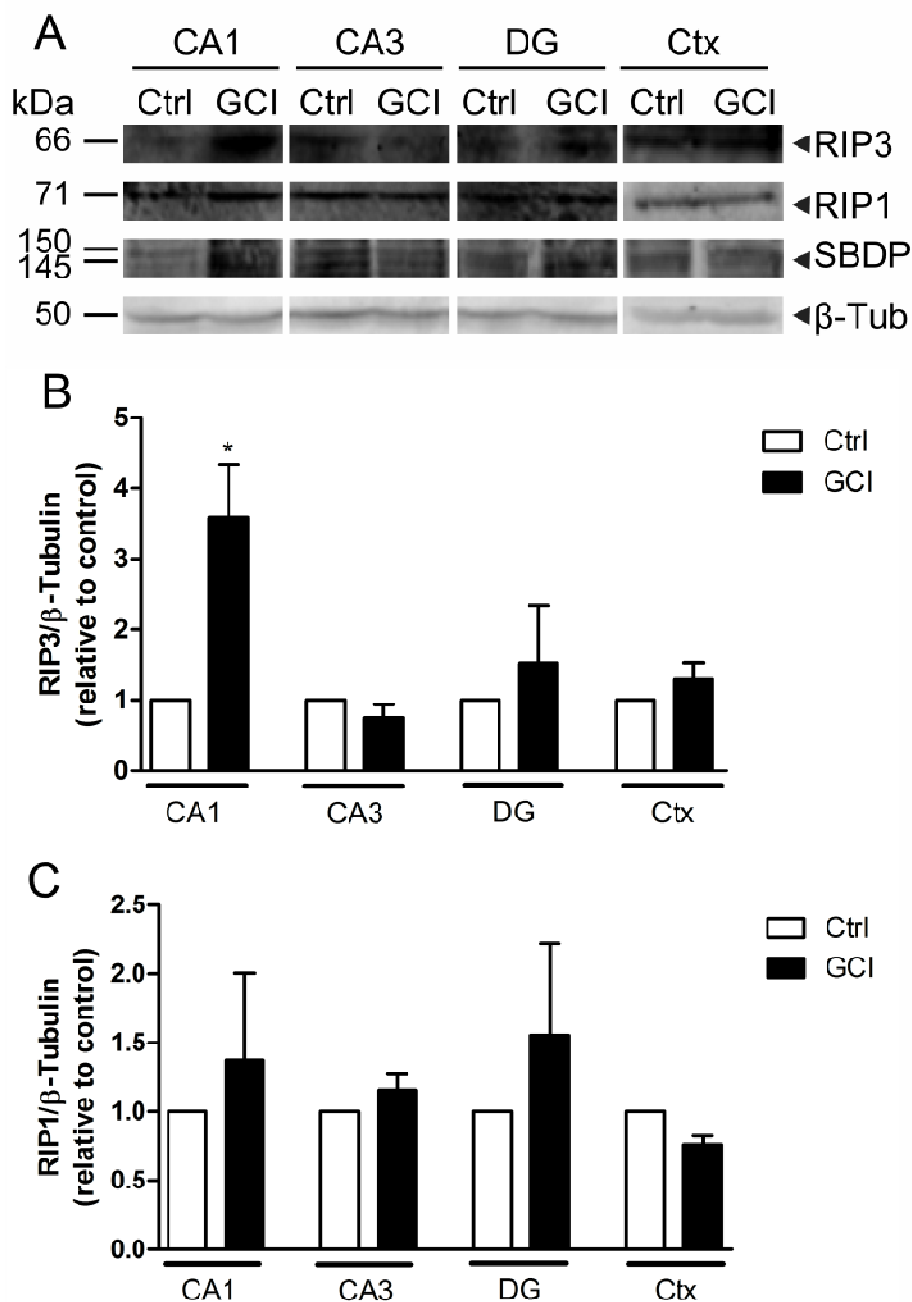 A
CA1 CA3 DG Ctx
kDa Ctrl GCI Ctrl GCI Ctrl GCI Ctrl GCI
66 RIP3
71 RIP1
150
145 SBDP
50 β-Tub
B
RIP3/β-Tubulin
(relative to control)
5
4
3
2
1
0
*
Ctrl
GCI
CA1 CA3 DG Ctx
C
RIP1/β-Tubulin
(relative to control)
2.5
2.0
1.5
1.0
0.5
0.0
Ctrl
GCI
CA1 CA3 DG Ctx